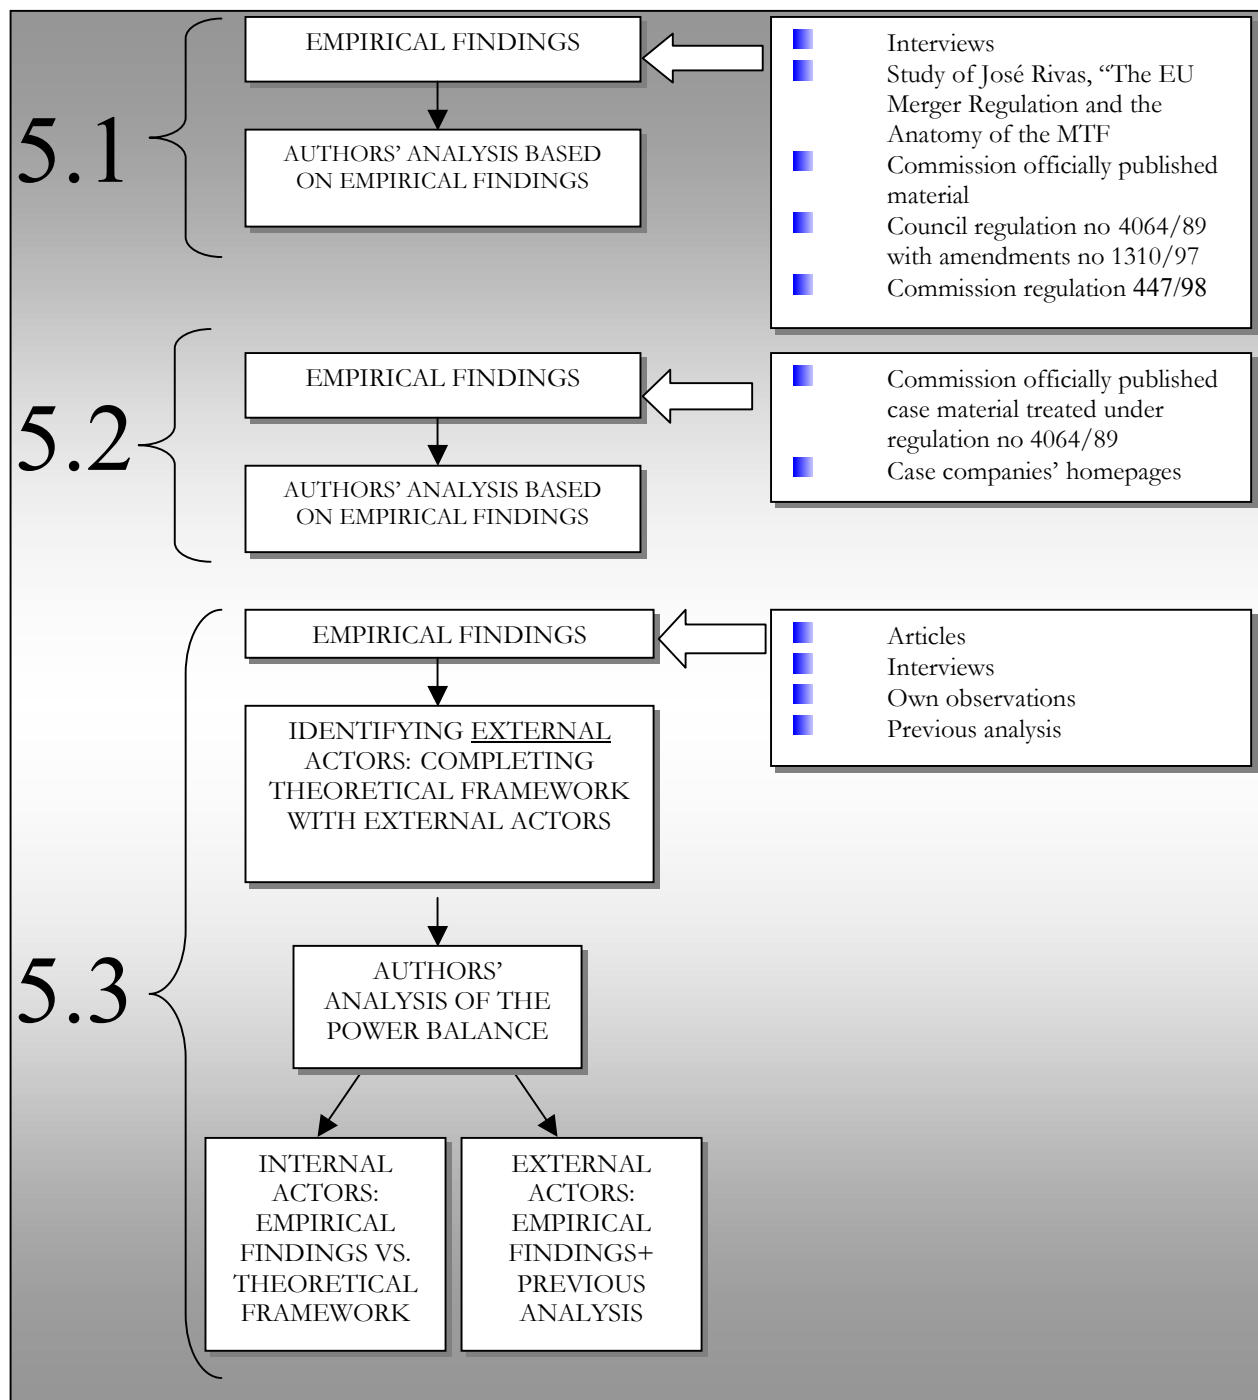 5.1
EMPIRICAL FINDINGS
AUTHORS’ ANALYSIS BASED
ON EMPIRICAL FINDINGS
Interviews
Study of José Rivas, “The EU
Merger Regulation and the
Anatomy of the MTF
Commission officially published
material
Council regulation no 4064/89
with amendments no 1310/97
Commission regulation 447/98
5.2
EMPIRICAL FINDINGS
AUTHORS’ ANALYSIS BASED
ON EMPIRICAL FINDINGS
Commission officially published
case material treated under
regulation no 4064/89
Case companies’ homepages
5.3
EMPIRICAL FINDINGS
Articles
Interviews
Own observations
Previous analysis
IDENTIFYING EXTERNAL
ACTORS: COMPLETING
THEORETICAL FRAMEWORK
WITH EXTERNAL ACTORS
AUTHORS’
ANALYSIS OF THE
POWER BALANCE
INTERNAL
ACTORS:
EMPIRICAL
FINDINGS VS.
THEORETICAL
FRAMEWORK
EXTERNAL
ACTORS:
EMPIRICAL
FINDINGS+
PREVIOUS
ANALYSIS